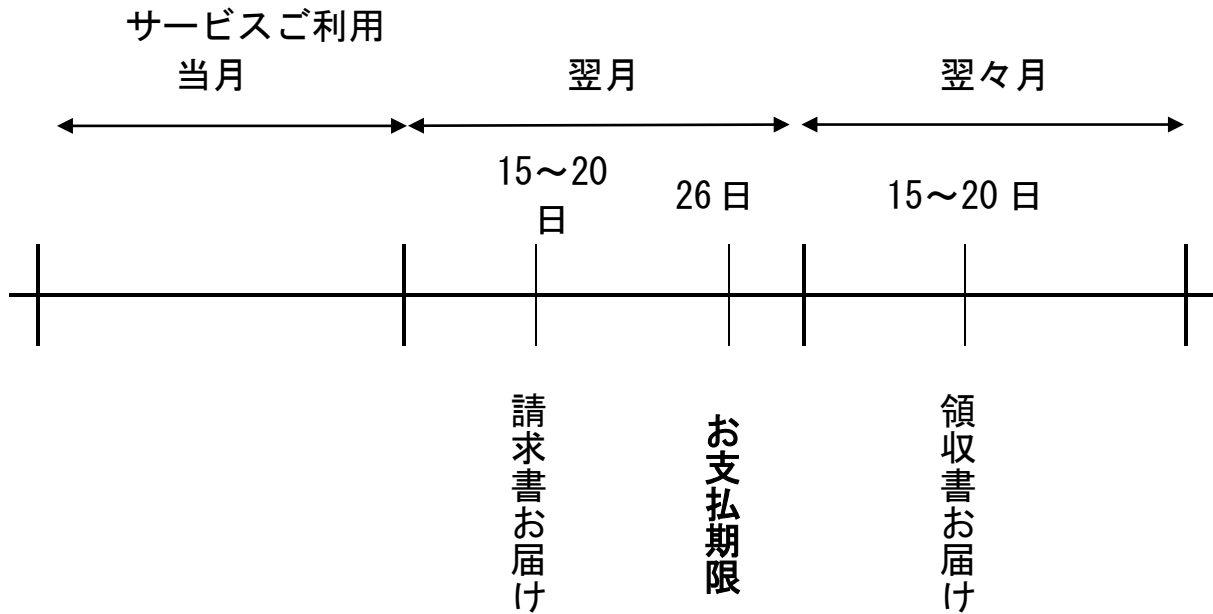 サービスご利用
当月
翌月
翌々月
15～20
日
26日
15～20 日
請求書お届け
お支払期限
領収書お届け